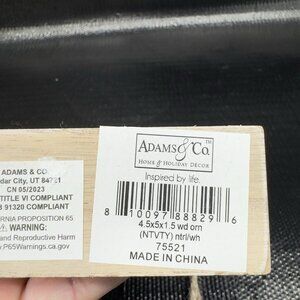 ADAMS & CO.
dar City, UT 84721
CN 05/2023
TITLE VI COMPLIANT
91320 COMPLIANT
RNIA PROPOSITION 65
WARNING:
and Reproductive Harm
P65Warnings.ca.gov
ADAMS & Co.™
HOME & HOLIDAY DECOR
Inspired by life.
8 10097 88829 6
4.5x5x1.5 wd orn
(NTVTY) ntrl/wh
75521
MADE IN CHINA